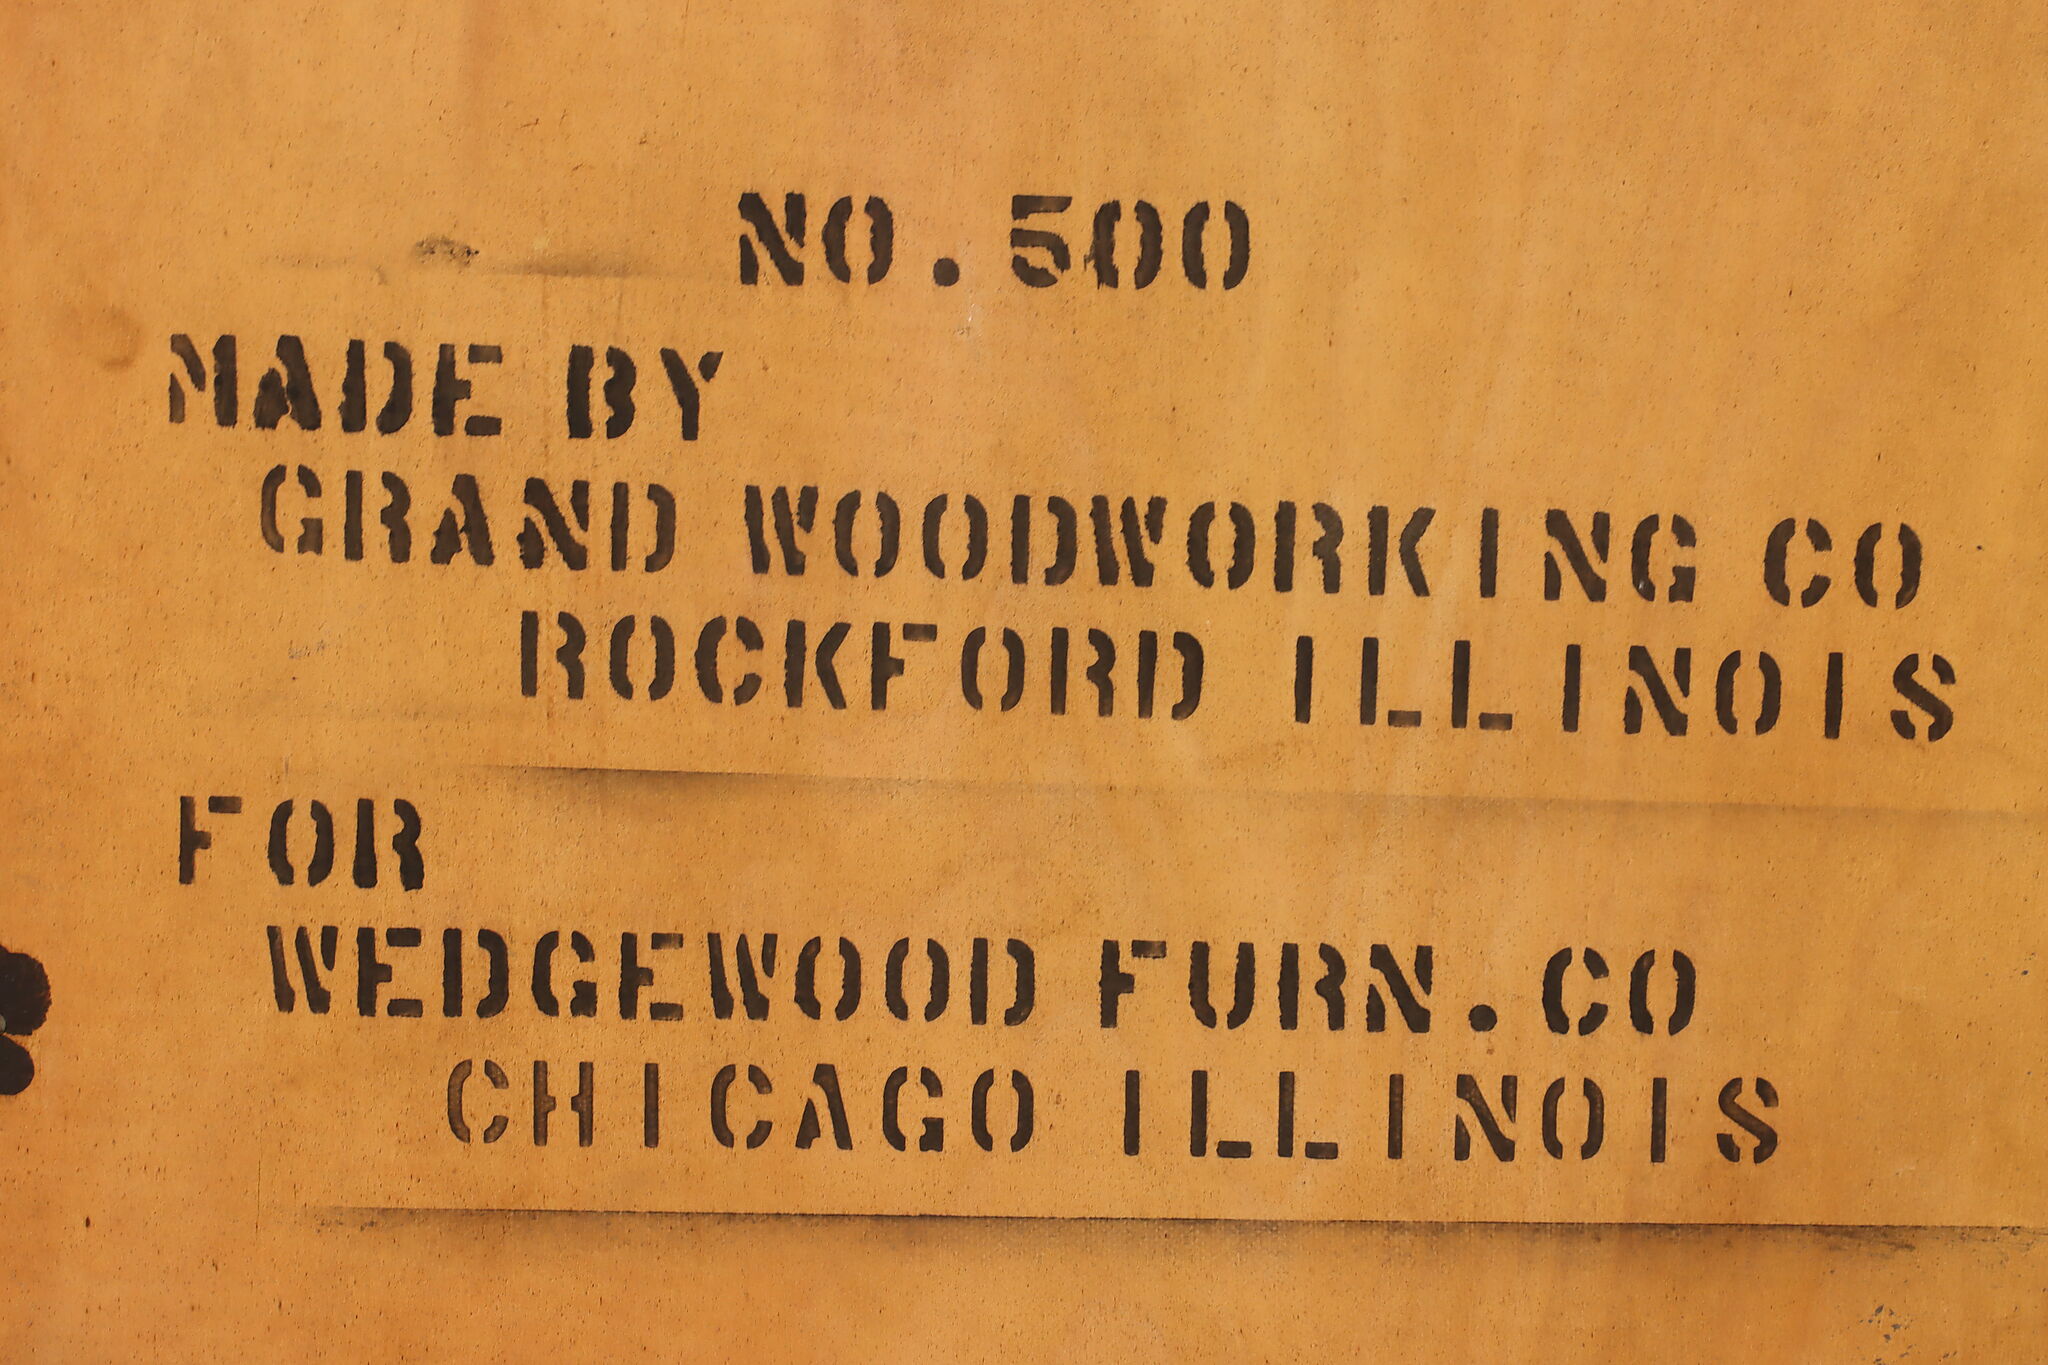 NO.500
MADE BY
GRAND WOODWORKING CO
ROCKFORD ILLINOIS
FOR
WEDGEWOOD FURN.CO
CHICAGO ILLINOIS